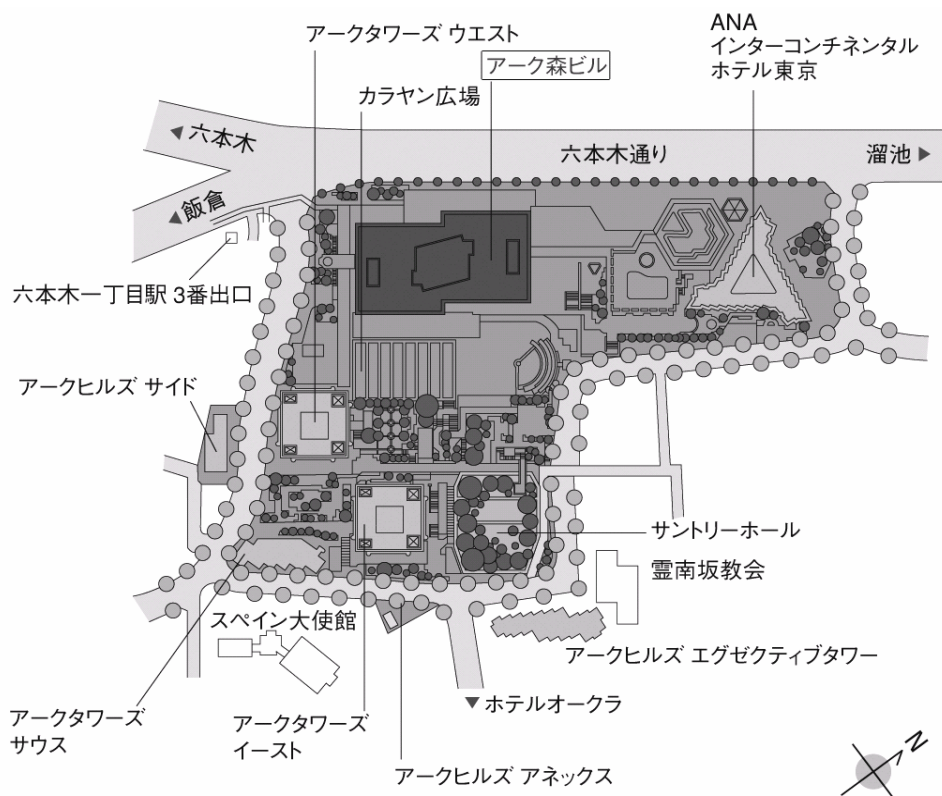 アークタワーズ ウエスト
アーク森ビル
カラヤン広場
ANA
インターコンチネンタル
ホテル東京
◀ 六本木
六本木通り
溜池 ▶
◀ 飯倉
六本木一丁目駅 3番出口
アークヒルズ サイド
サントリーホール
霊南坂教会
スペイン大使館
アークヒルズ エグゼクティブタワー
▼ ホテルオークラ
アークタワーズ
サウス
アークタワーズ
イースト
アークヒルズ アネックス
N